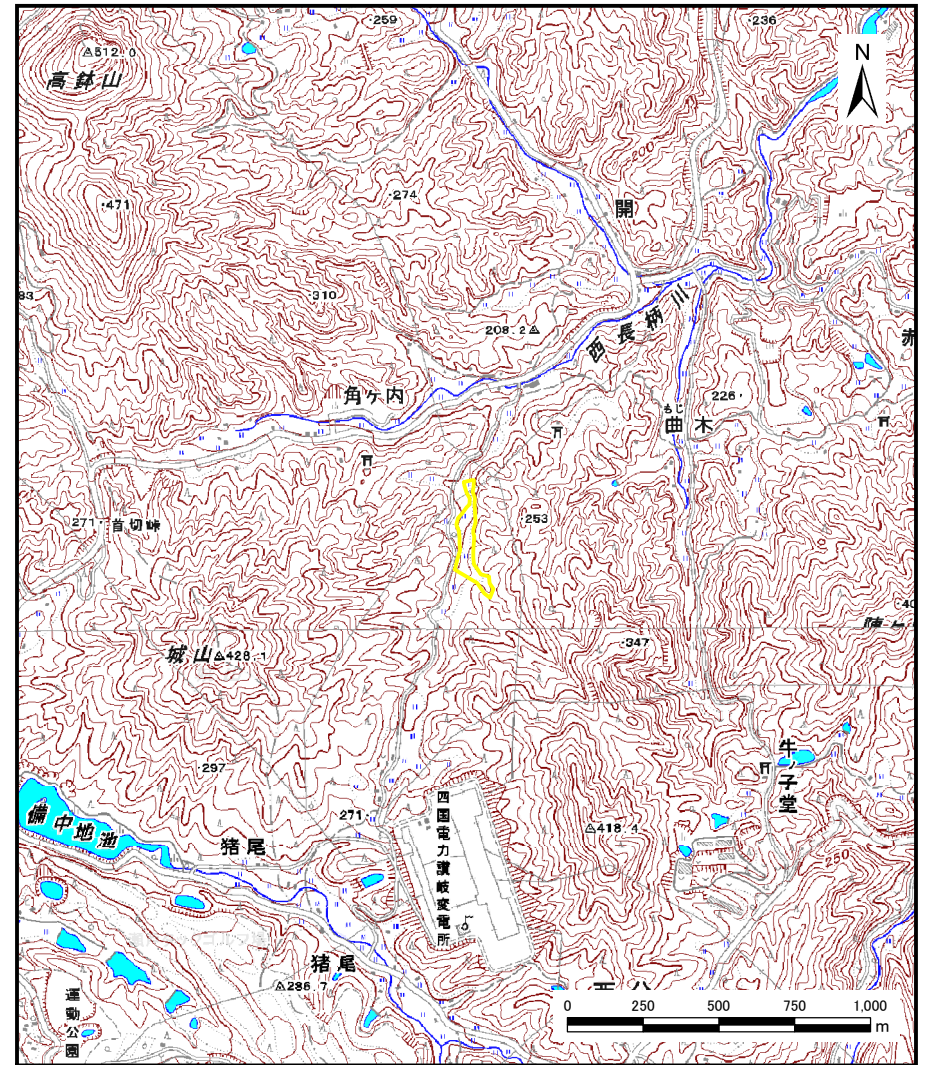 ・259
・236
△512.0
高鉢山
N
・274
・471
開
200
・310
83
208.2△
西長柄川
赤
角ヶ内
226・
もじ
曲木
271・
首切峠
・253
・347
城山△428.1
・297
牛ノ子堂
271・
四国電力讃岐変電所
備中地池
猪尾
△418.4
250
猪尾
△286.7
運動公園
0 250 500 750 1,000
m